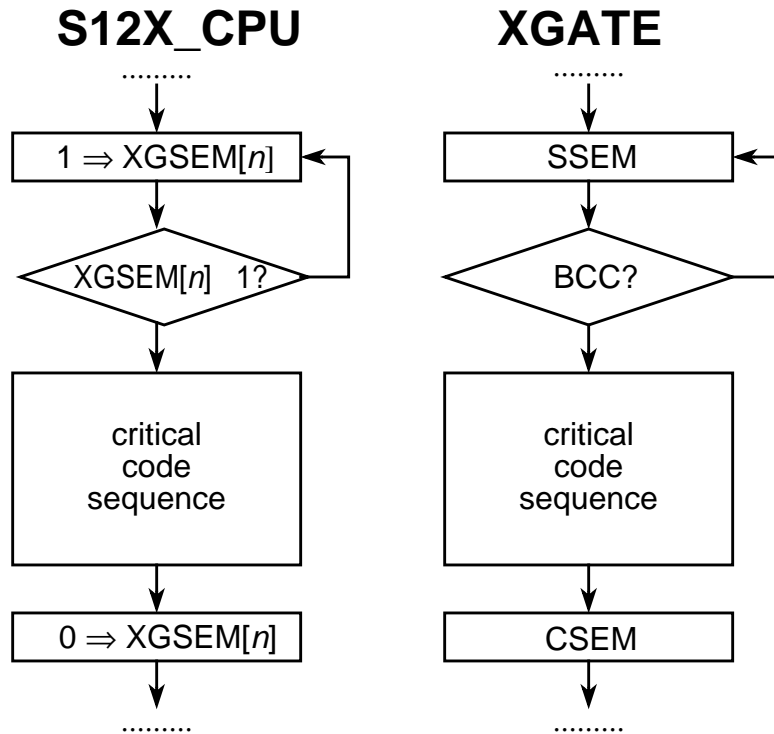 S12X_CPU
.........
1 ⇒ XGSEM[n]
XGSEM[n] 1?
critical
code
sequence
0 ⇒ XGSEM[n]
.........
XGATE
.........
SSEM
BCC?
critical
code
sequence
CSEM
.........